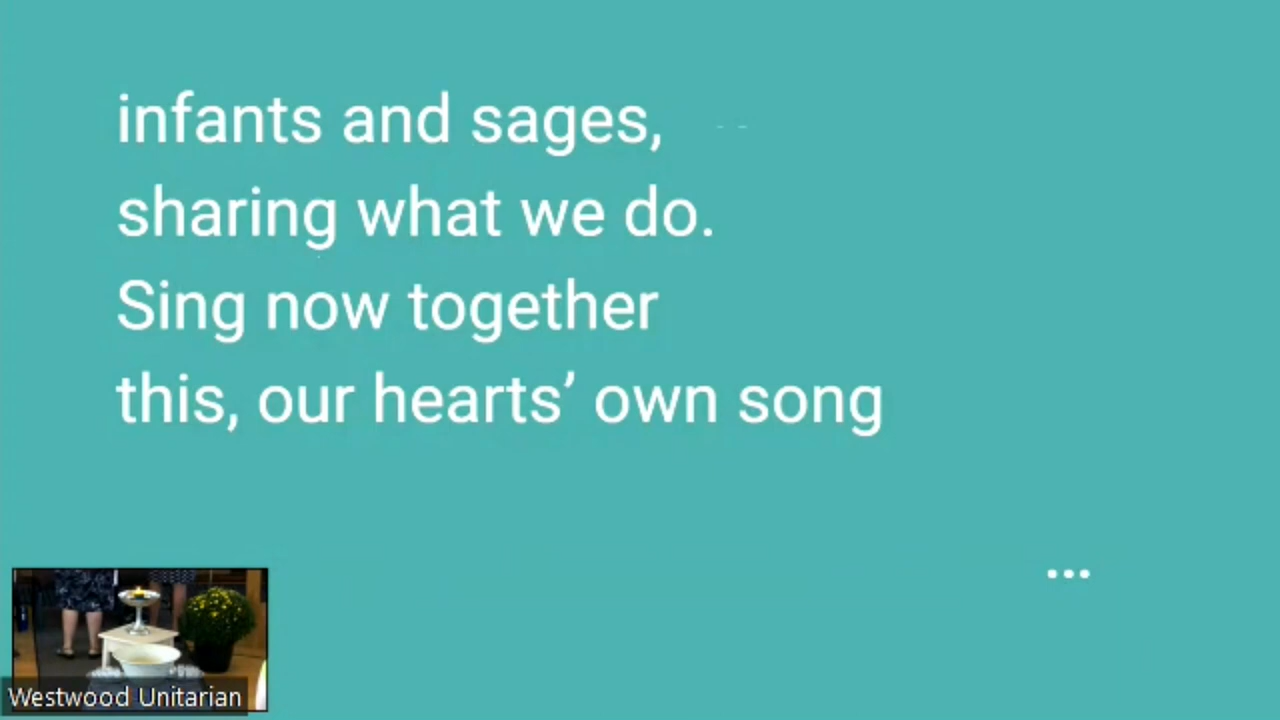 infants and sages,
sharing what we do.
Sing now together
this, our hearts’ own song
...
Westwood Unitarian